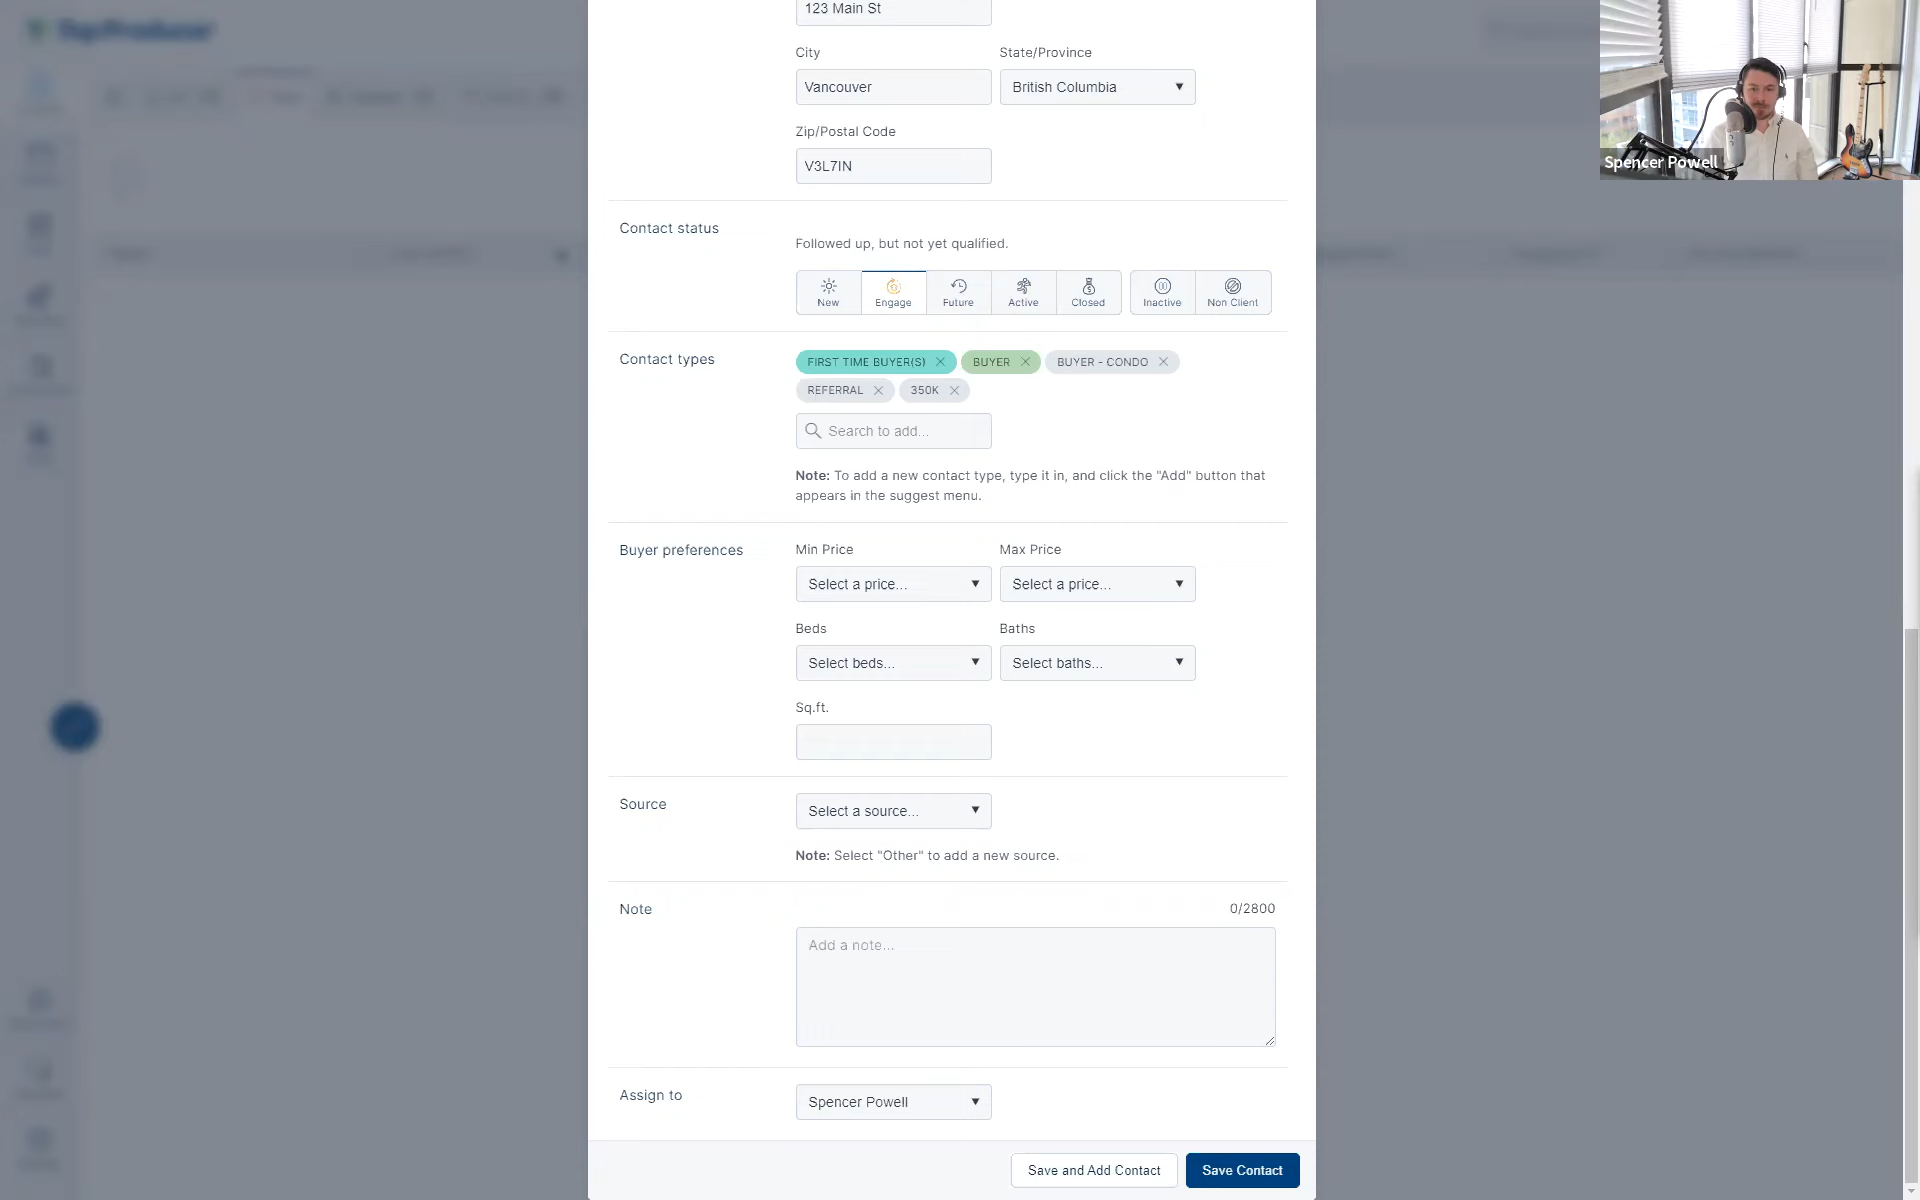 Top Producer
123 Main St
City
State/Province
Vancouver
British Columbia
Zip/Postal Code
V3L7IN
Spencer Powell
Contact status
Followed up, but not yet qualified.
New
Engage
Future
Active
Closed
Inactive
Non Client
Contact types
FIRST TIME BUYER(S)
BUYER
BUYER - CONDO
REFERRAL
350K
Search to add...
Note: To add a new contact type, type it in, and click the "Add" button that
appears in the suggest menu.
Buyer preferences
Min Price
Max Price
Select a price...
Select a price...
Beds
Baths
Select beds...
Select baths...
Sq.ft.
Source
Select a source...
Note: Select "Other" to add a new source.
Note
0/2800
Add a note...
Assign to
Spencer Powell
Save and Add Contact
Save Contact